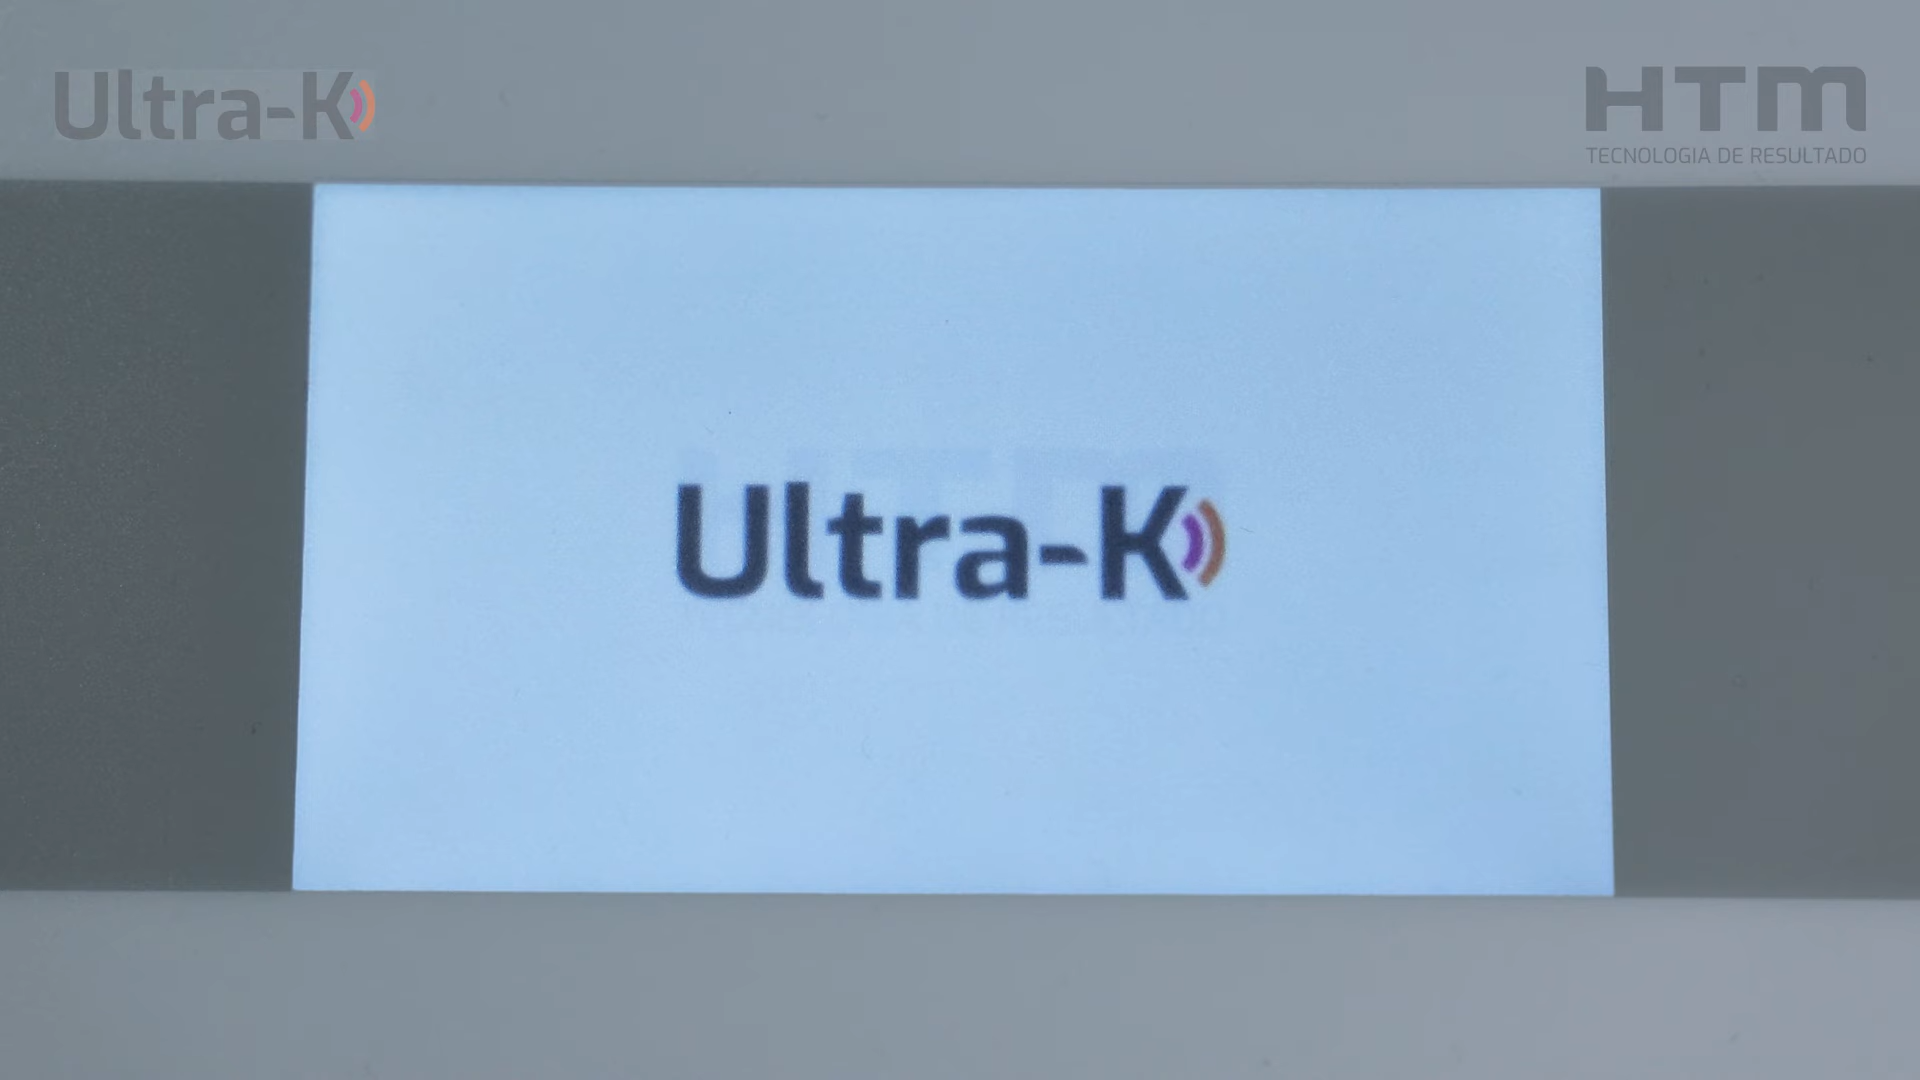 Ultra-K
HTM
TECNOLOGIA DE RESULTADO
Ultra-K